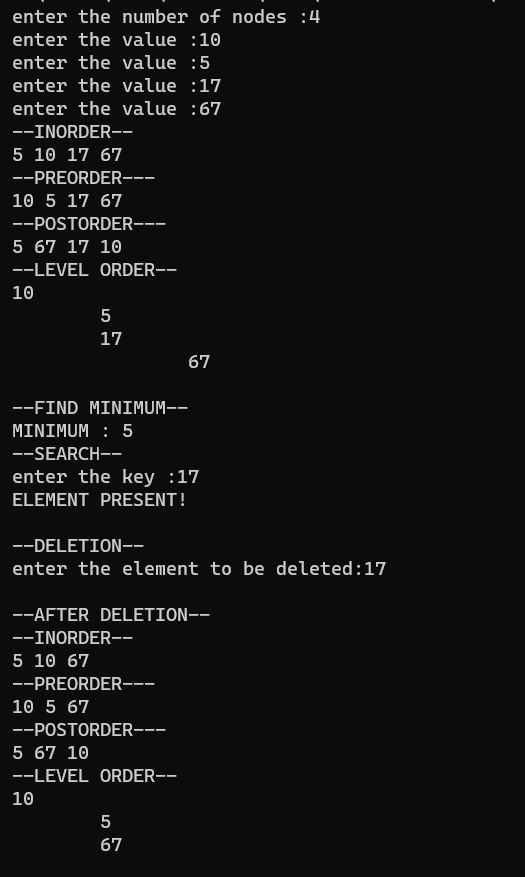 enter the number of nodes :4
enter the value :10
enter the value :5
enter the value :17
enter the value :67
--INORDER--
5 10 17 67
--PREORDER---
10 5 17 67
--POSTORDER---
5 67 17 10
--LEVEL ORDER--
10
        5
        17
                67

--FIND MINIMUM--
MINIMUM : 5
--SEARCH--
enter the key :17
ELEMENT PRESENT!

--DELETION--
enter the element to be deleted:17

--AFTER DELETION--
--INORDER--
5 10 67
--PREORDER---
10 5 67
--POSTORDER---
5 67 10
--LEVEL ORDER--
10
        5
        67